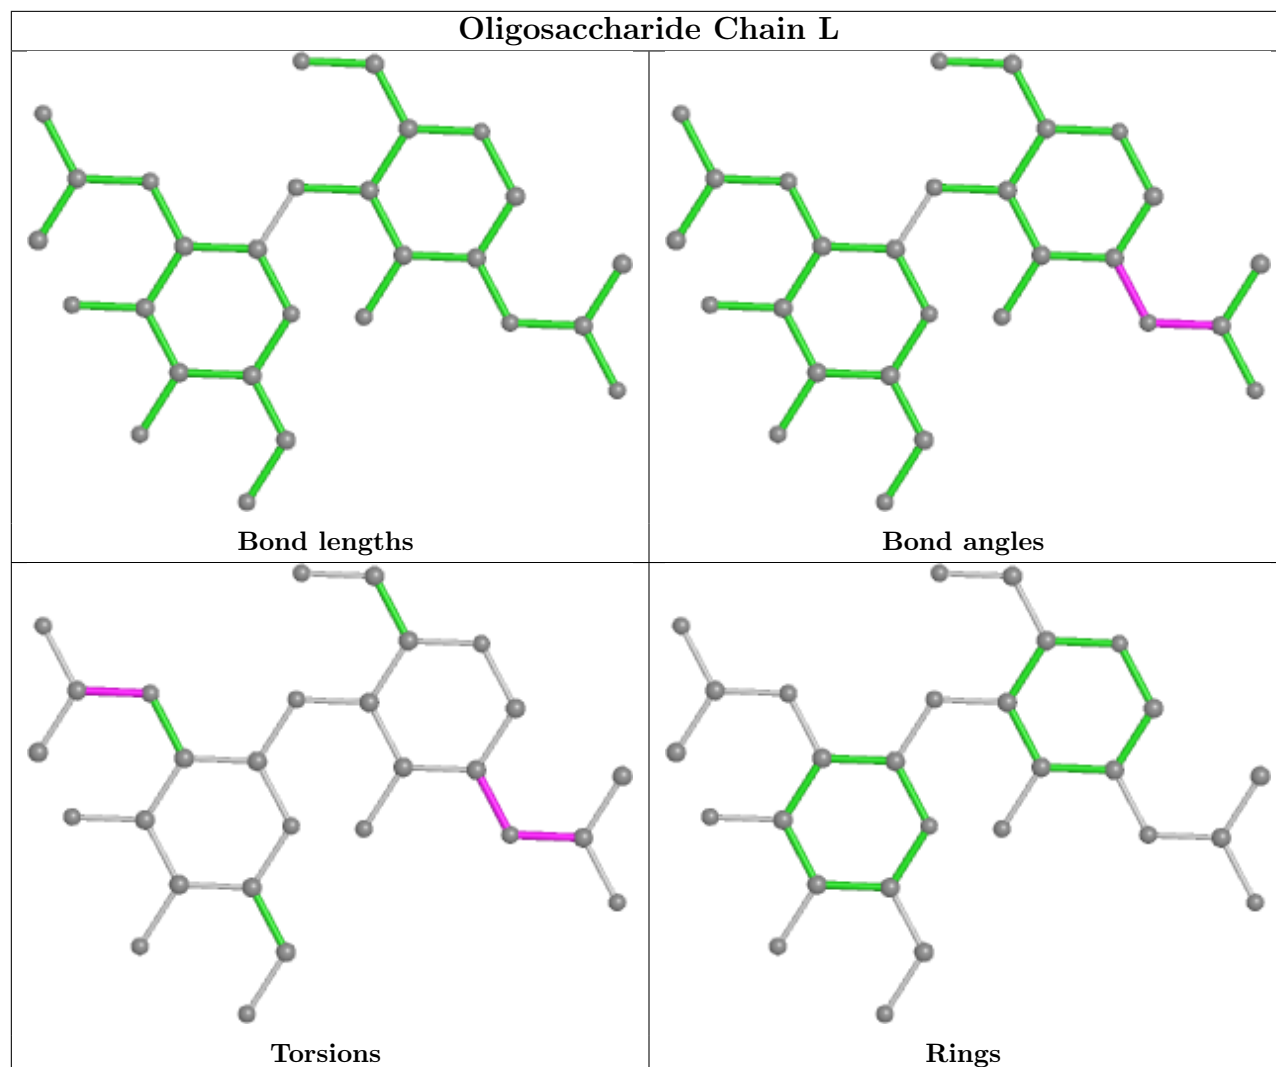 Oligosaccharide Chain L
Bond lengths
Bond angles
Torsions
Rings